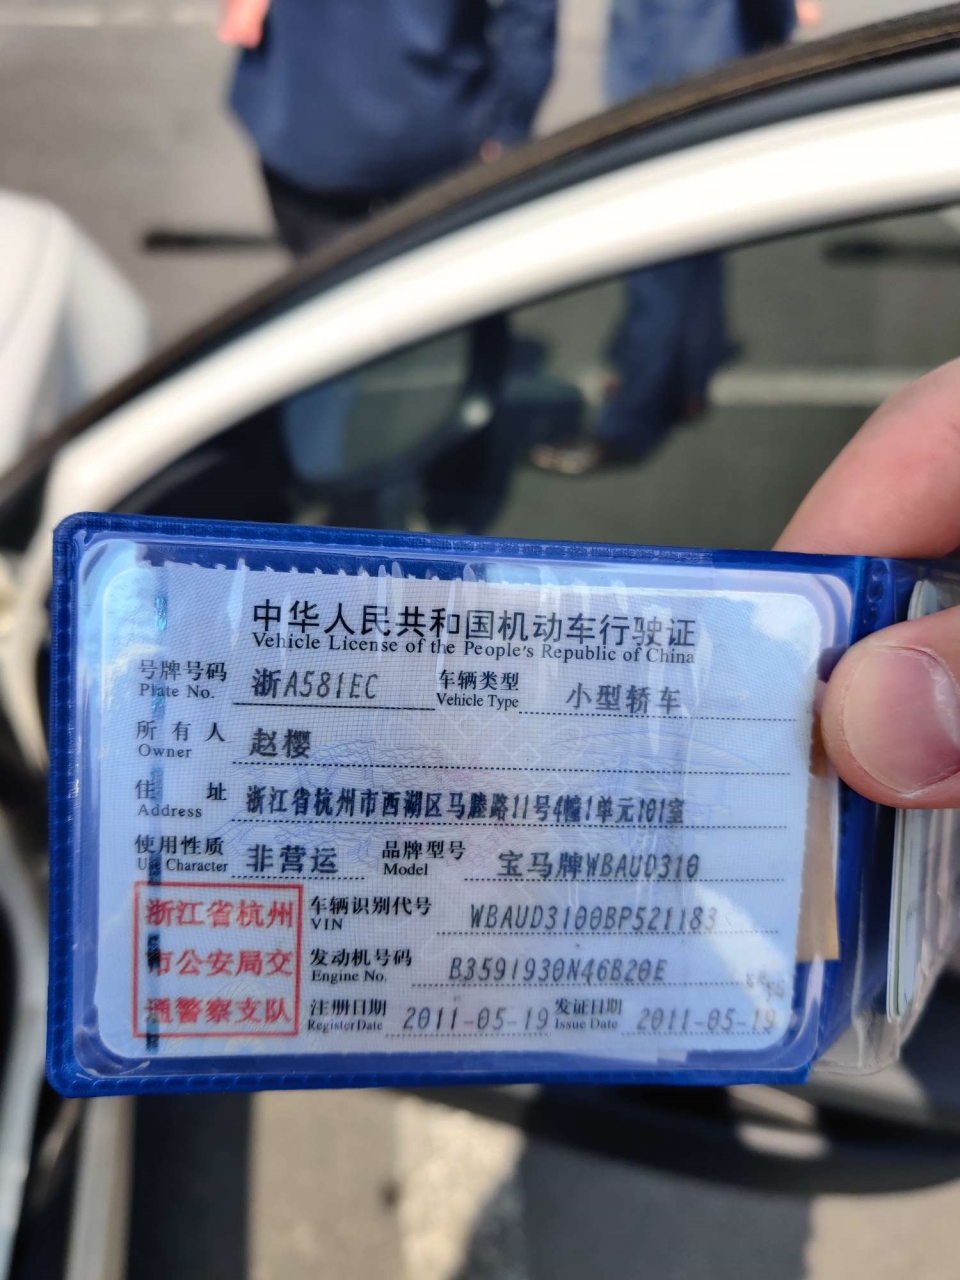 中华人民共和国机动车行驶证
Vehicle License of the People's Republic of China
号牌号码 浙A581EC 车辆类型 小型轿车
Plate No. Vehicle Type
所有人 赵樱
Owner
住址 浙江省杭州市西湖区马塍路11号4幢1单元101室
Address
使用性质 非营运 品牌型号 宝马牌WBAUD310
Use Character Model
浙江省杭州
市公安局交
通警察支队
车辆识别代号 WBAUD3100BP521183
VIN
发动机号码 B3591930N46B20E
Engine No.
注册日期 2011-05-19 发证日期 2011-05-19
Register Date Issue Date